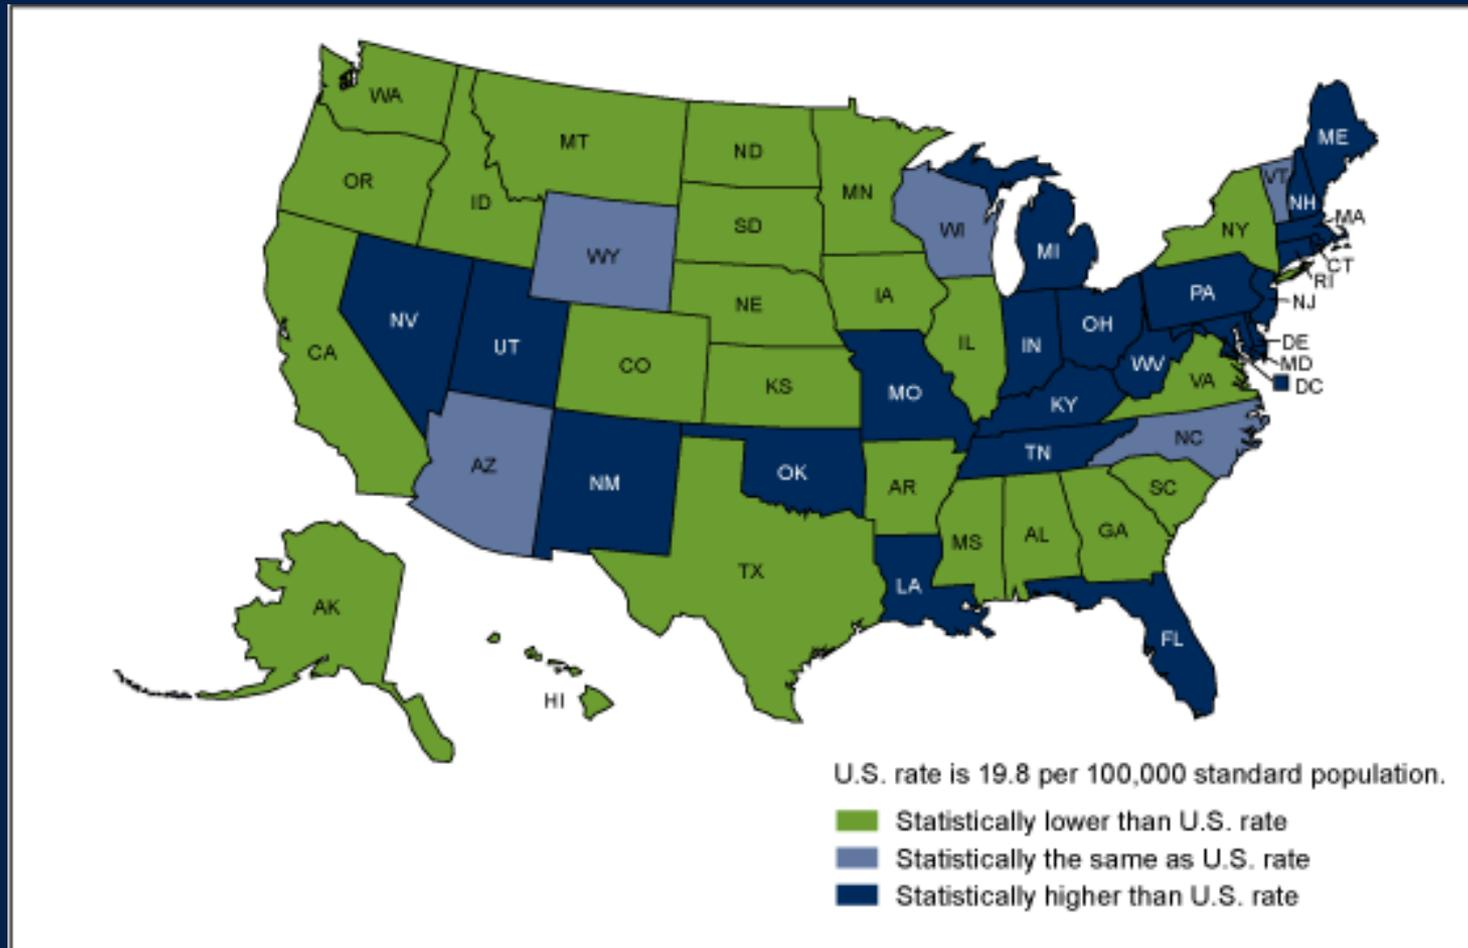 WA
MT
ND
MN
ME
VT
NH
OR
ID
SD
WI
NY
MA
WY
MI
CT
RI
NE
IA
PA
NJ
NV
UT
OH
CA
CO
IL
IN
DE
WV
MD
KS
VA
DC
MO
KY
NC
AZ
TN
NM
OK
AR
SC
GA
MS
AL
TX
LA
AK
FL
HI
U.S. rate is 19.8 per 100,000 standard population.
Statistically lower than U.S. rate
Statistically the same as U.S. rate
Statistically higher than U.S. rate